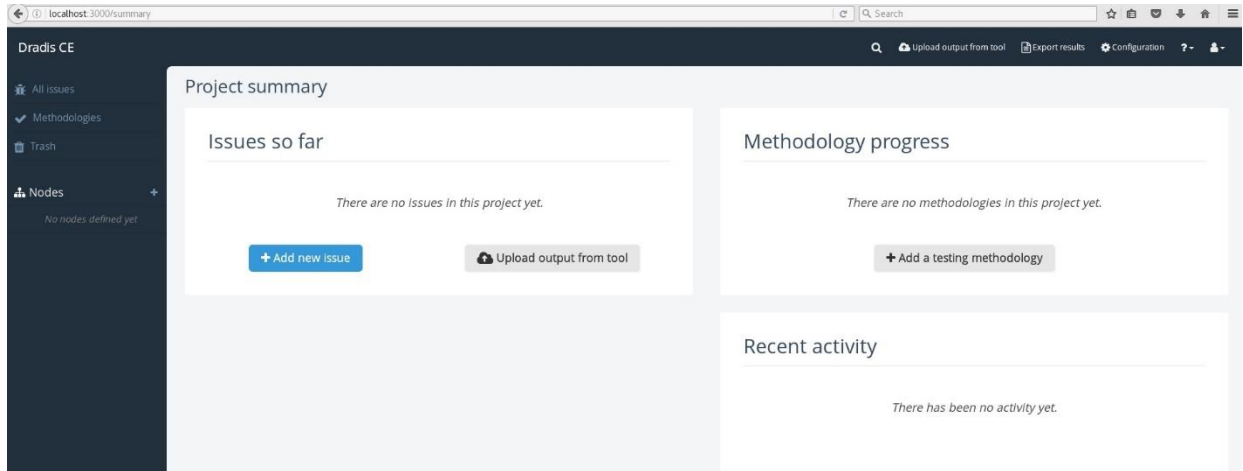 localhost:3000/summary
Search
Dradis CE
Upload output from tool
Export results
Configuration
?
All issues
Methodologies
Trash
Nodes
+
No nodes defined yet
Project summary
Issues so far
There are no issues in this project yet.
+ Add new issue
Upload output from tool
Methodology progress
There are no methodologies in this project yet.
+ Add a testing methodology
Recent activity
There has been no activity yet.